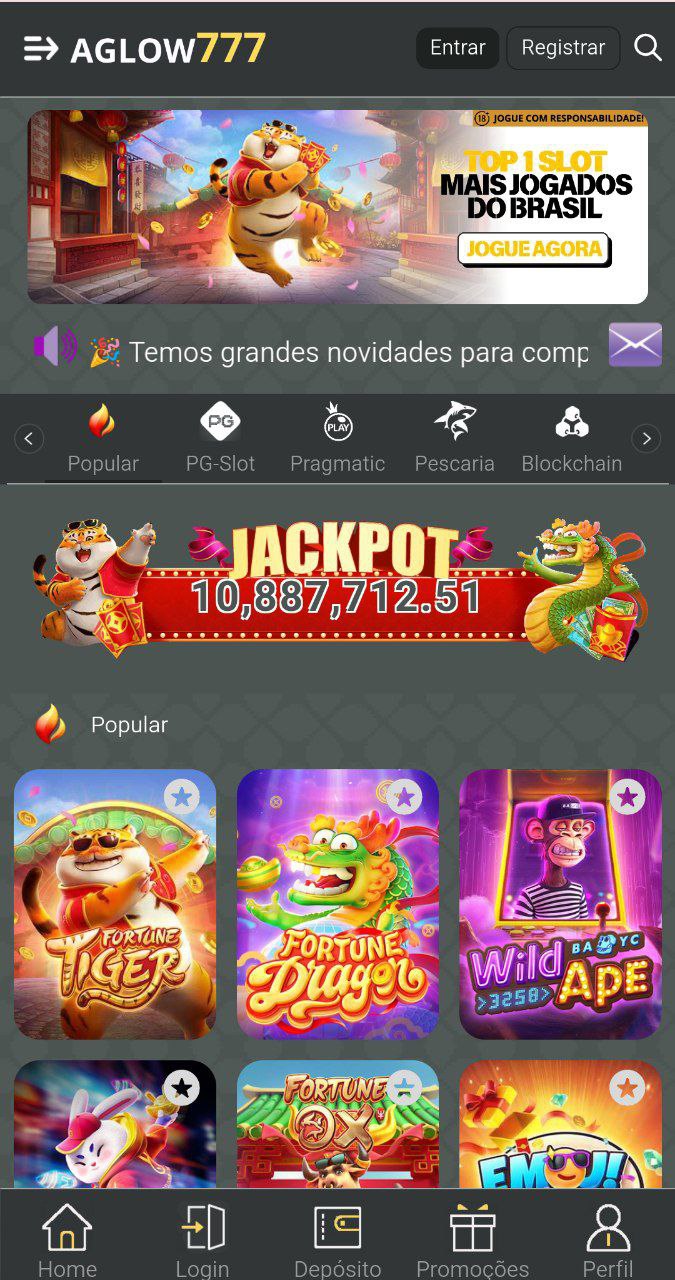 AGLOW777
Entrar
Registrar
18+ JOGUE COM RESPONSABILIDADE!
TOP 1 SLOT
MAIS JOGADOS
DO BRASIL
JOGUE AGORA
Temos grandes novidades para comp
PG
PLAY
Popular
PG-Slot
Pragmatic
Pescaria
Blockchain
JACKPOT
10,887,712.51
Popular
FORTUNE
TIGER
FORTUNE
Dragon
Wild
BAYC
>3258>
APE
FORTUNE
OX
EMOJI
Home
Login
Depósito
Promoções
Perfil